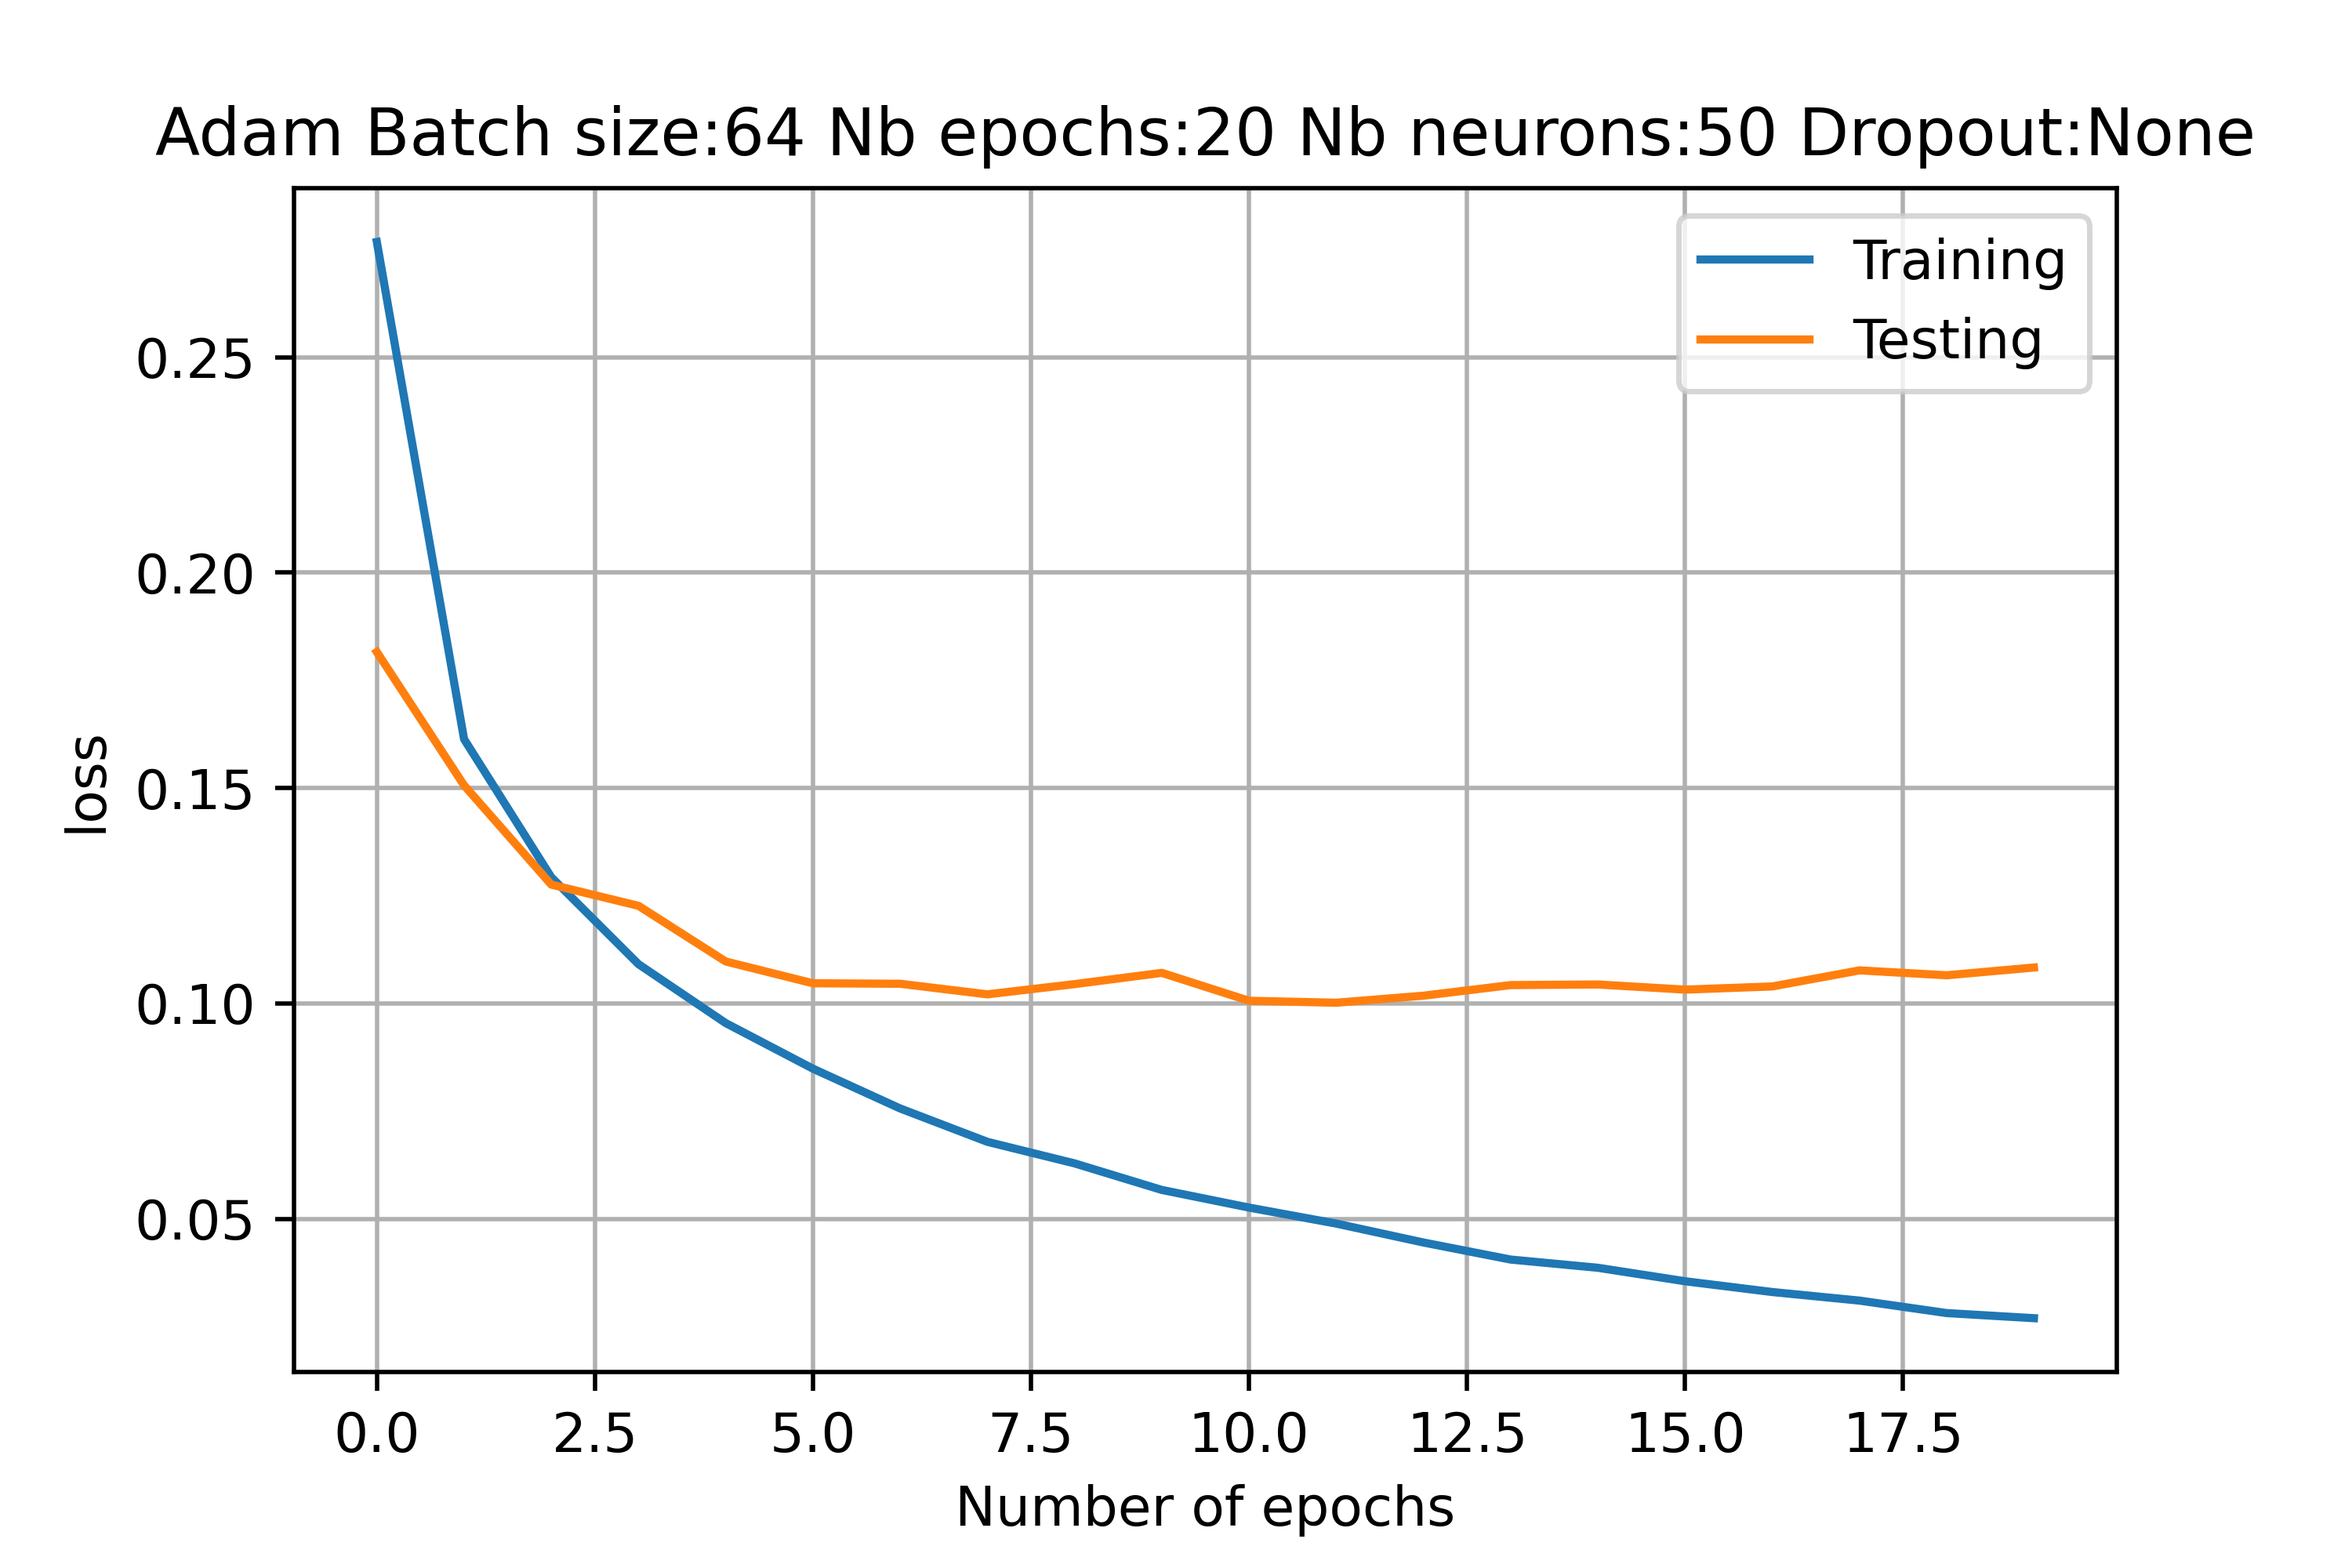 Adam Batch size:64 Nb epochs:20 Nb neurons:50 Dropout:None
Training
Testing
0.25
0.20
0.15
0.10
0.05
loss
0.0 2.5 5.0 7.5 10.0 12.5 15.0 17.5
Number of epochs